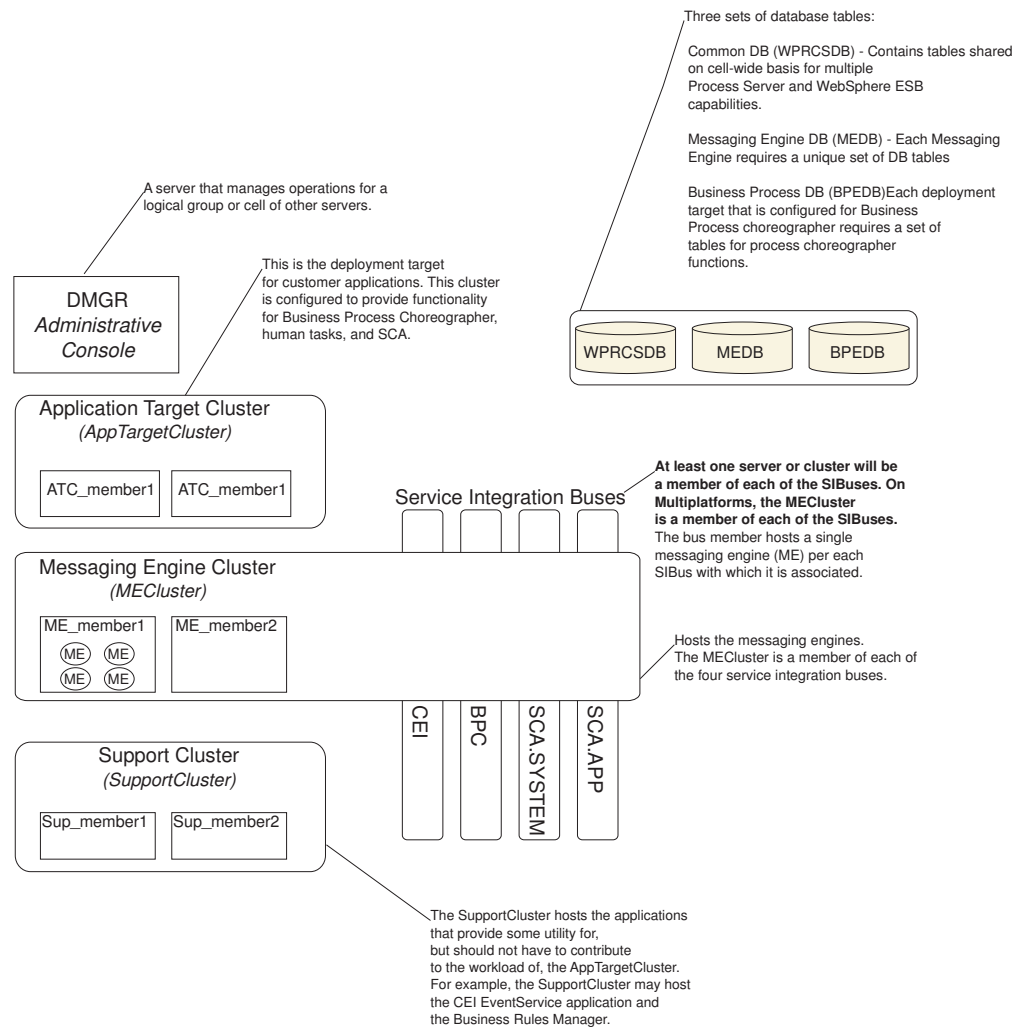 Three sets of database tables:
Common DB (WPRCSDB) - Contains tables shared
on cell-wide basis for multiple
Process Server and WebSphere ESB
capabilities.
Messaging Engine DB (MEDB) - Each Messaging
Engine requires a unique set of DB tables
Business Process DB (BPEDB)Each deployment
target that is configured for Business
Process choreographer requires a set of
tables for process choreographer
functions.
A server that manages operations for a
logical group or cell of other servers.
This is the deployment target
for customer applications. This cluster
is configured to provide functionality
for Business Process Choreographer,
human tasks, and SCA.
DMGR
Administrative
Console
WPRCSDB
MEDB
BPEDB
Application Target Cluster
(AppTargetCluster)
ATC_member1
ATC_member1
Service Integration Buses
At least one server or cluster will be
a member of each of the SIBuses. On
Multiplatforms, the MECluster
is a member of each of the SIBuses.
The bus member hosts a single
messaging engine (ME) per each
SIBus with which it is associated.
Messaging Engine Cluster
(MECluster)
ME_member1
ME ME
ME ME
ME_member2
Hosts the messaging engines.
The MECluster is a member of each of
the four service integration buses.
CEI
BPC
SCA.SYSTEM
SCA.APP
Support Cluster
(SupportCluster)
Sup_member1
Sup_member2
The SupportCluster hosts the applications
that provide some utility for,
but should not have to contribute
to the workload of, the AppTargetCluster.
For example, the SupportCluster may host
the CEI EventService application and
the Business Rules Manager.